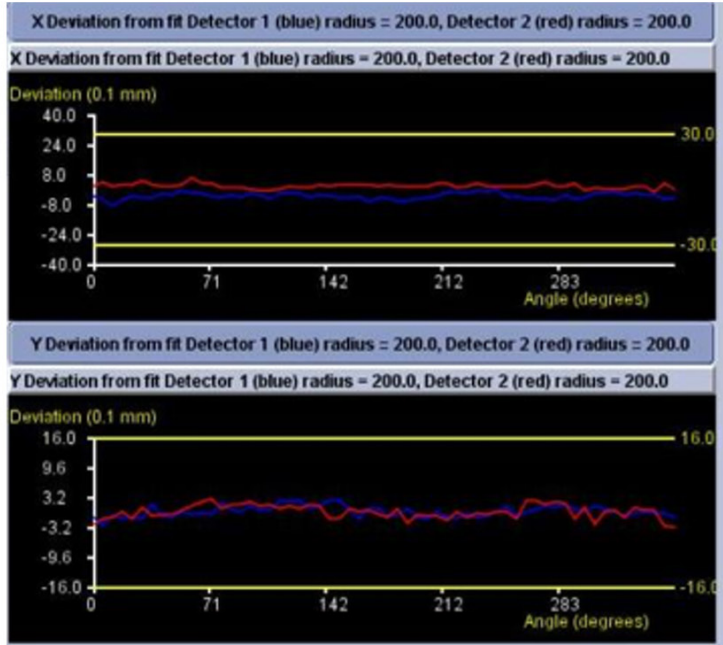 X Deviation from fit Detector 1 (blue) radius = 200.0, Detector 2 (red) radius = 200.0
X Deviation from fit Detector 1 (blue) radius = 200.0, Detector 2 (red) radius = 200.0
Deviation (0.1 mm)
40.0
30.0
24.0
8.0
-8.0
-24.0
-30.0
-40.0
0 71 142 212 283
Angle (degrees)
Y Deviation from fit Detector 1 (blue) radius = 200.0, Detector 2 (red) radius = 200.0
Y Deviation from fit Detector 1 (blue) radius = 200.0, Detector 2 (red) radius = 200.0
Deviation (0.1 mm)
16.0 16.0
9.6
3.2
-3.2
-9.6
-16.0 -16.0
0 71 142 212 283
Angle (degrees)